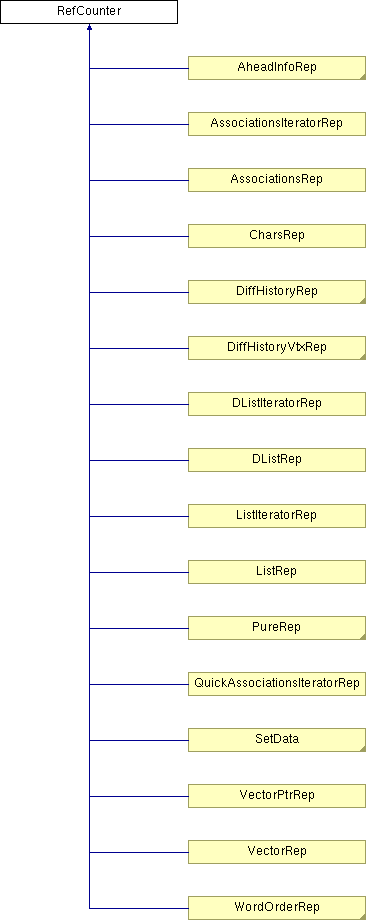 RefCounter
AheadInfoRep
AssociationsIteratorRep
AssociationsRep
CharsRep
DiffHistoryRep
DiffHistoryVtxRep
DListIteratorRep
DListRep
ListIteratorRep
ListRep
PureRep
QuickAssociationsIteratorRep
SetData
VectorPtrRep
VectorRep
WordOrderRep